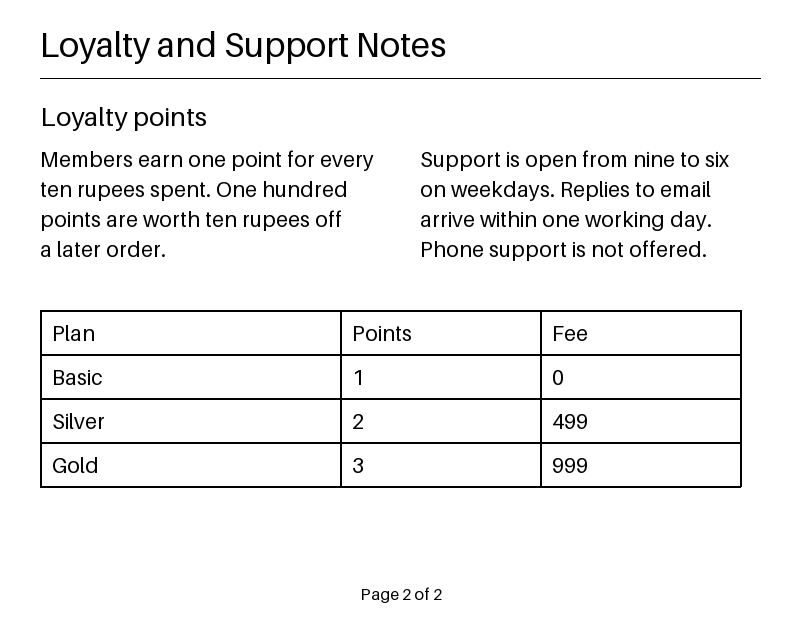 Loyalty and Support Notes
Loyalty points
Members earn one point for every
ten rupees spent. One hundred
points are worth ten rupees off
a later order.
Support is open from nine to six
on weekdays. Replies to email
arrive within one working day.
Phone support is not offered.
Plan Points Fee
Basic 1 0
Silver 2 499
Gold 3 999
Page 2 of 2